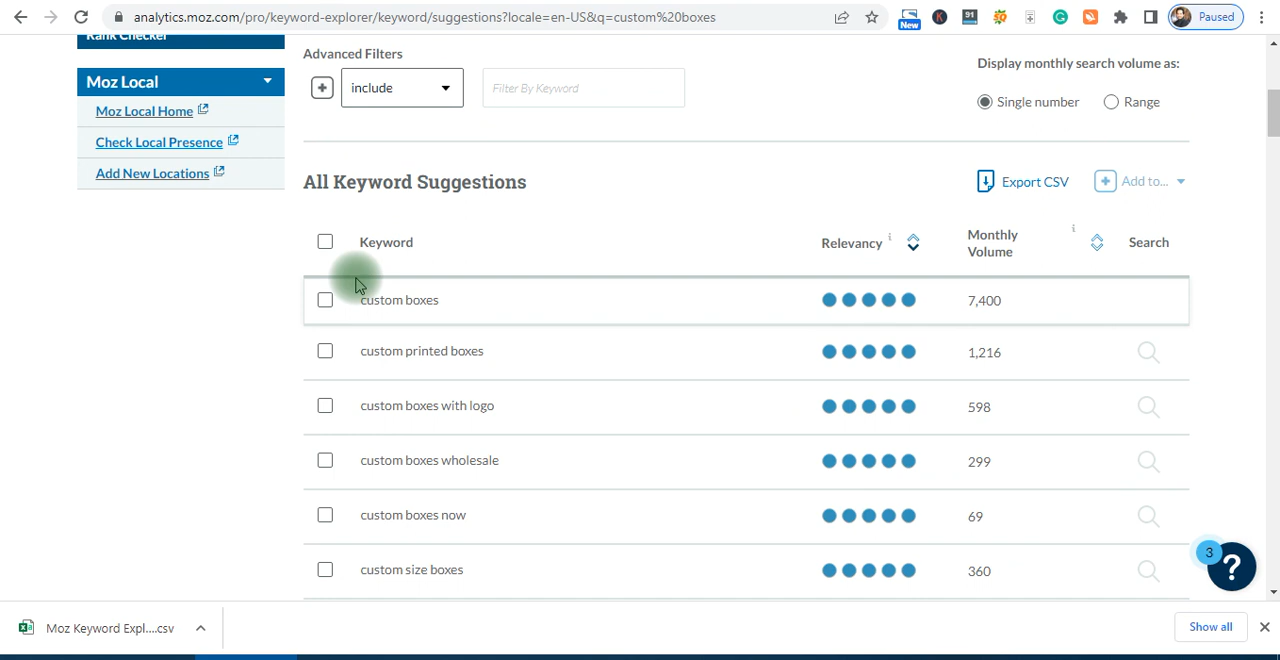 analytics.moz.com/pro/keyword-explorer/keyword/suggestions?locale=en-US&q=custom%20boxes
New
91
Paused
Rank Checker
Moz Local
Moz Local Home
Check Local Presence
Add New Locations
Advanced Filters
include
Filter By Keyword
Display monthly search volume as:
Single number
Range
All Keyword Suggestions
Export CSV
Add to...
Keyword
Relevancy
Monthly
Volume
Search
custom boxes
7,400
custom printed boxes
1,216
custom boxes with logo
598
custom boxes wholesale
299
custom boxes now
69
custom size boxes
360
3
?
Moz Keyword Expl....csv
Show all